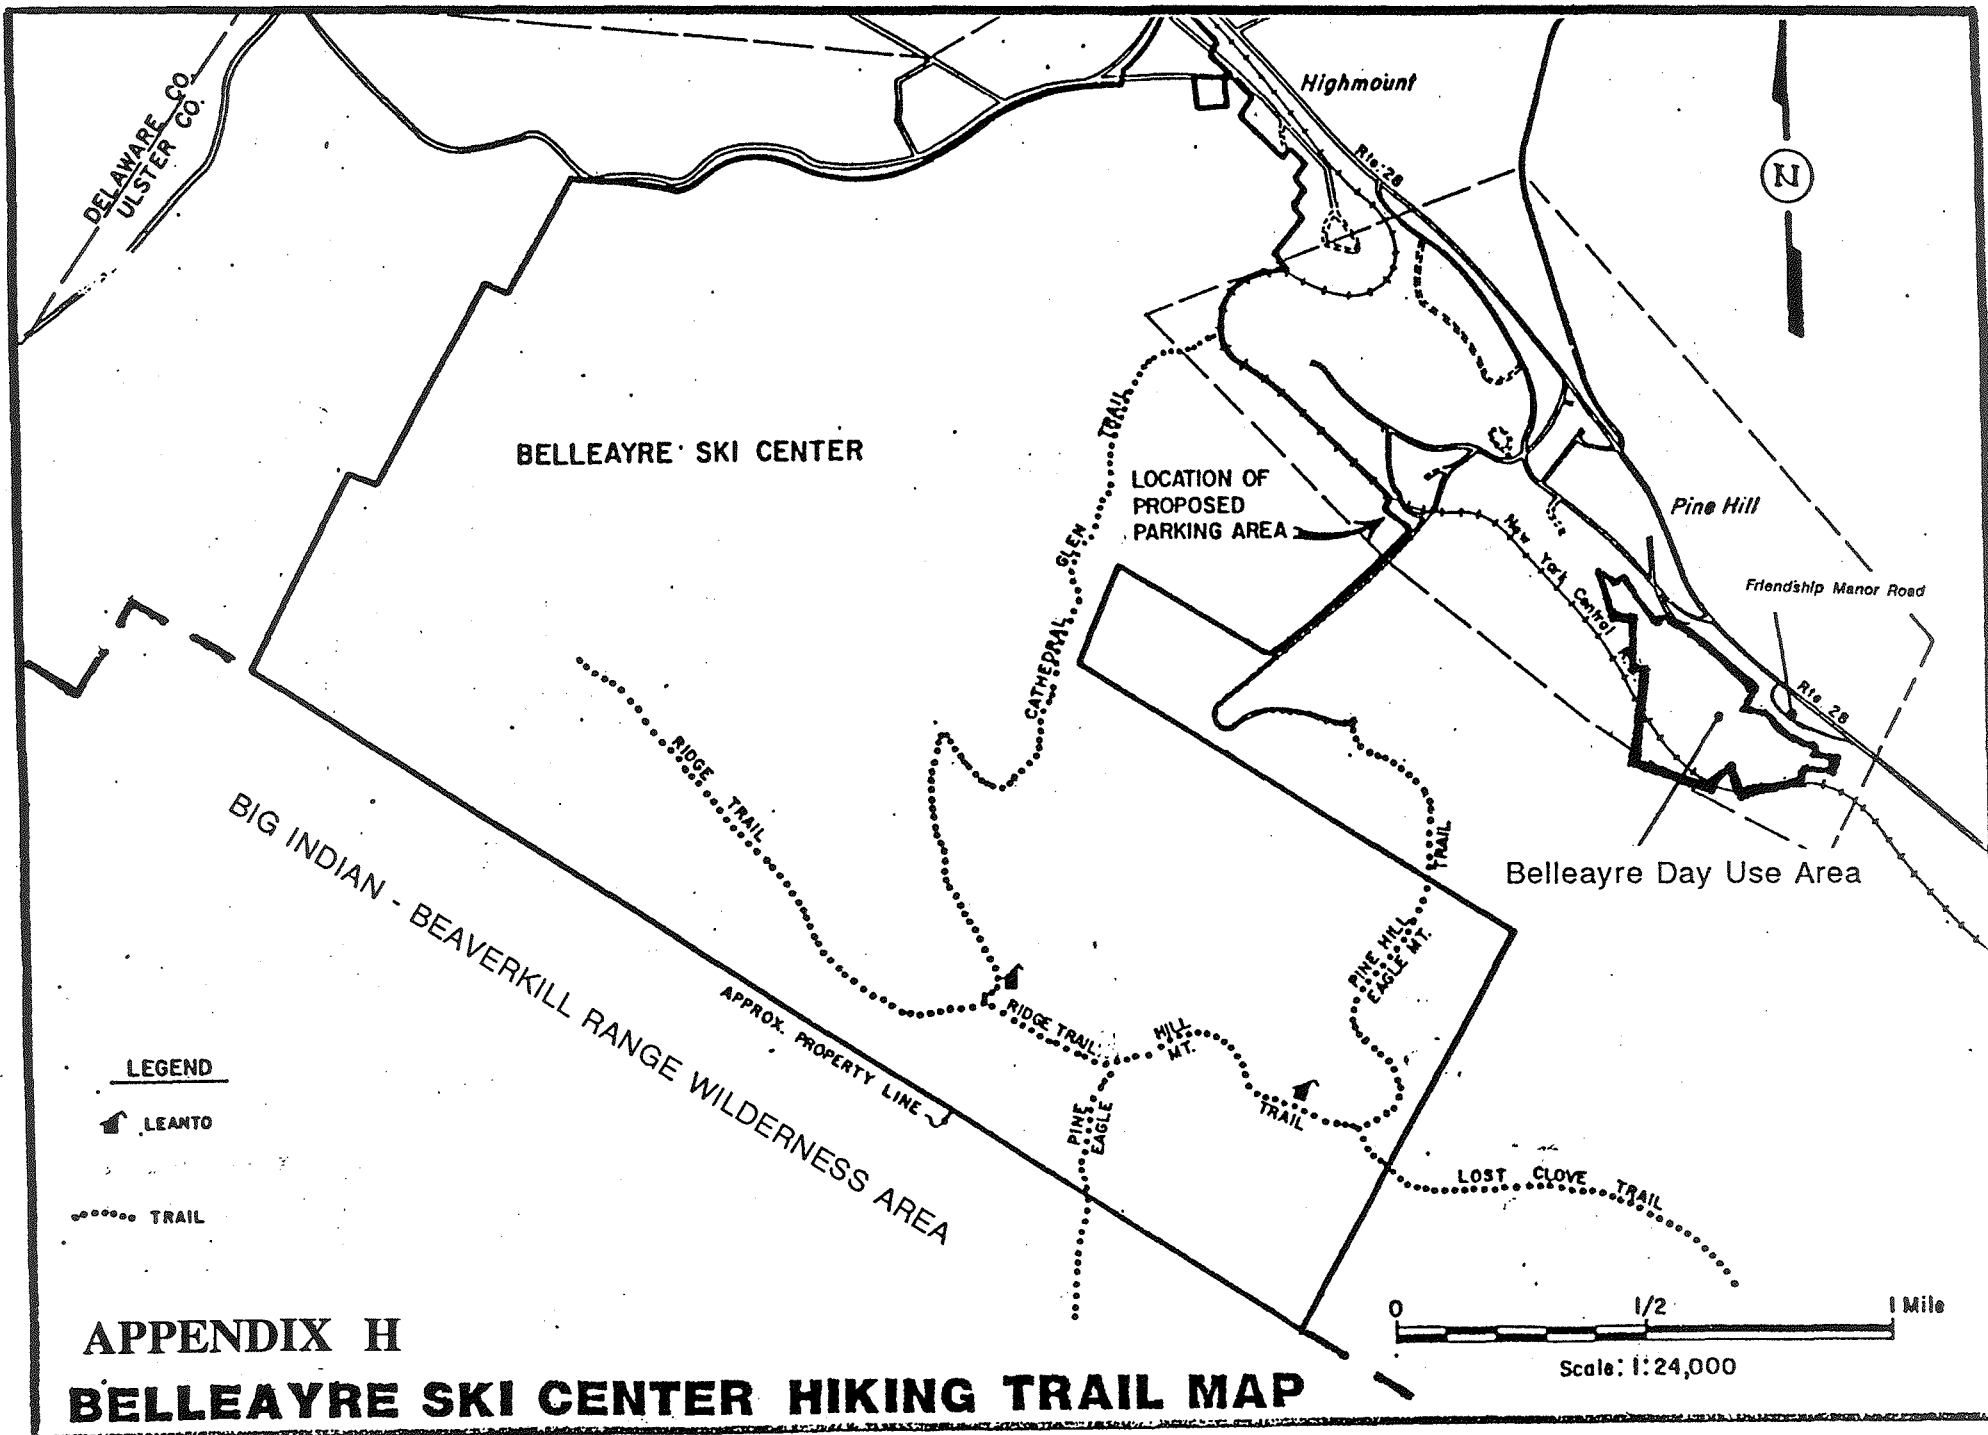 DELAWARE CO.
ULSTER CO.
Highmount
Rte. 28
N
BELLEAYRE SKI CENTER
CATHEDRAL GLEN TRAIL
LOCATION OF
PROPOSED
PARKING AREA
Pine Hill
New York Central
Friendship Manor Road
Rte. 28
RIDGE TRAIL
TRAIL
Belleayre Day Use Area
BIG INDIAN - BEAVERKILL RANGE WILDERNESS AREA
PINE HILL
EAGLE MT.
APPROX. PROPERTY LINE
RIDGE TRAIL
HILL
MT.
TRAIL
PINE
EAGLE
LOST CLOVE TRAIL
LEGEND
LEANTO
TRAIL
0 1/2 1 Mile
Scale: 1:24,000
APPENDIX H
BELLEAYRE SKI CENTER HIKING TRAIL MAP